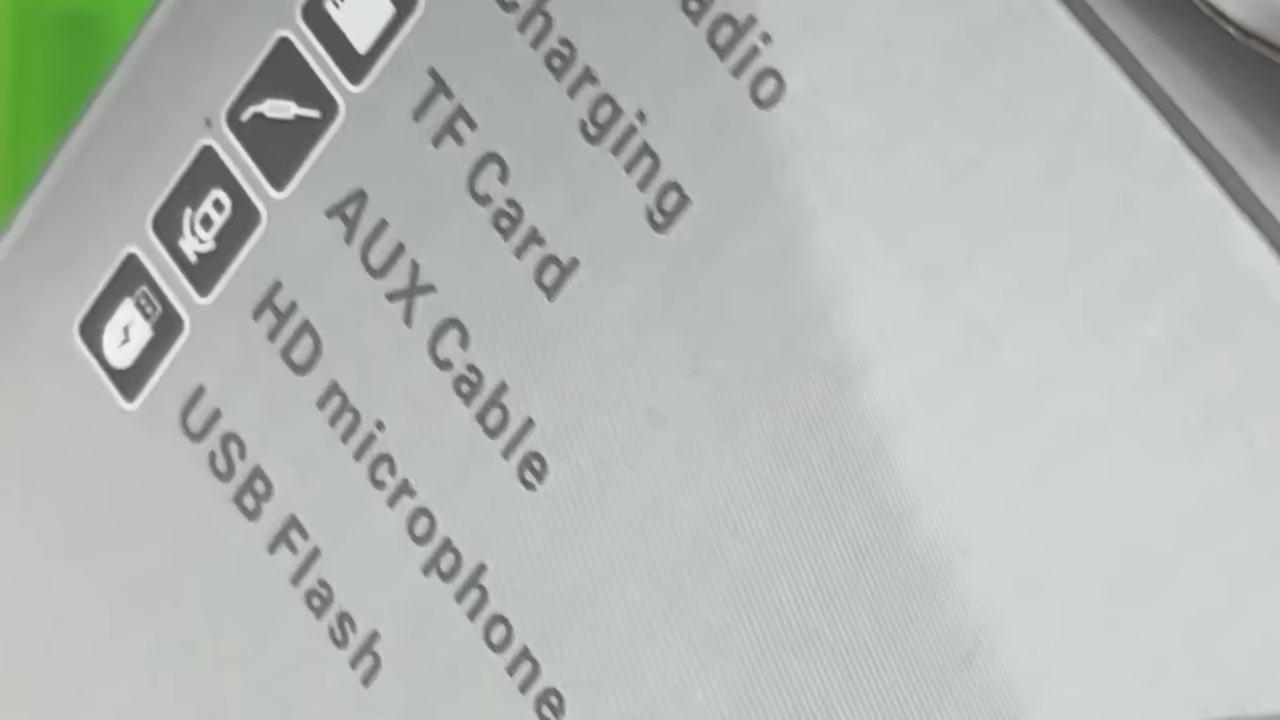 charging
TF Card
AUX Cable
HD microphone
USB Flash